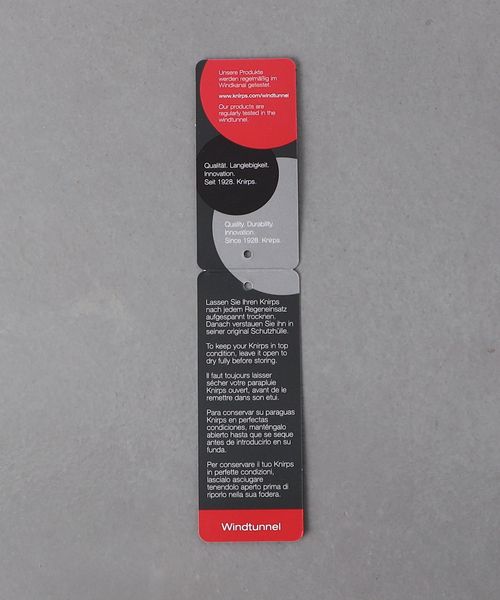 Unsere Produkte
werden regelmäßig im
Windkanal getestet.
www.knirps.com/windtunnel
Our products are
regularly tested in the
windtunnel.
Qualität. Langlebigkeit.
Innovation.
Seit 1928. Knirps.
Quality. Durability.
Innovation.
Since 1928. Knirps.
Lassen Sie Ihren Knirps
nach jedem Regeneinsatz
aufgespannt trocknen.
Danach verstauen Sie ihn in
seiner original Schutzhülle.
To keep your Knirps in top
condition, leave it open to
dry fully before storing.
Il faut toujours laisser
sécher votre parapluie
Knirps ouvert, avant de le
remettre dans son etui.
Para conservar su paraguas
Knirps en perfectas
condiciones, manténgalo
abierto hasta que se seque
antes de introducirlo en su
funda.
Per conservare il tuo Knirps
in perfette condizioni,
lascialo asciugare
tenendolo aperto prima di
riporlo nella sua fodera.
Windtunnel